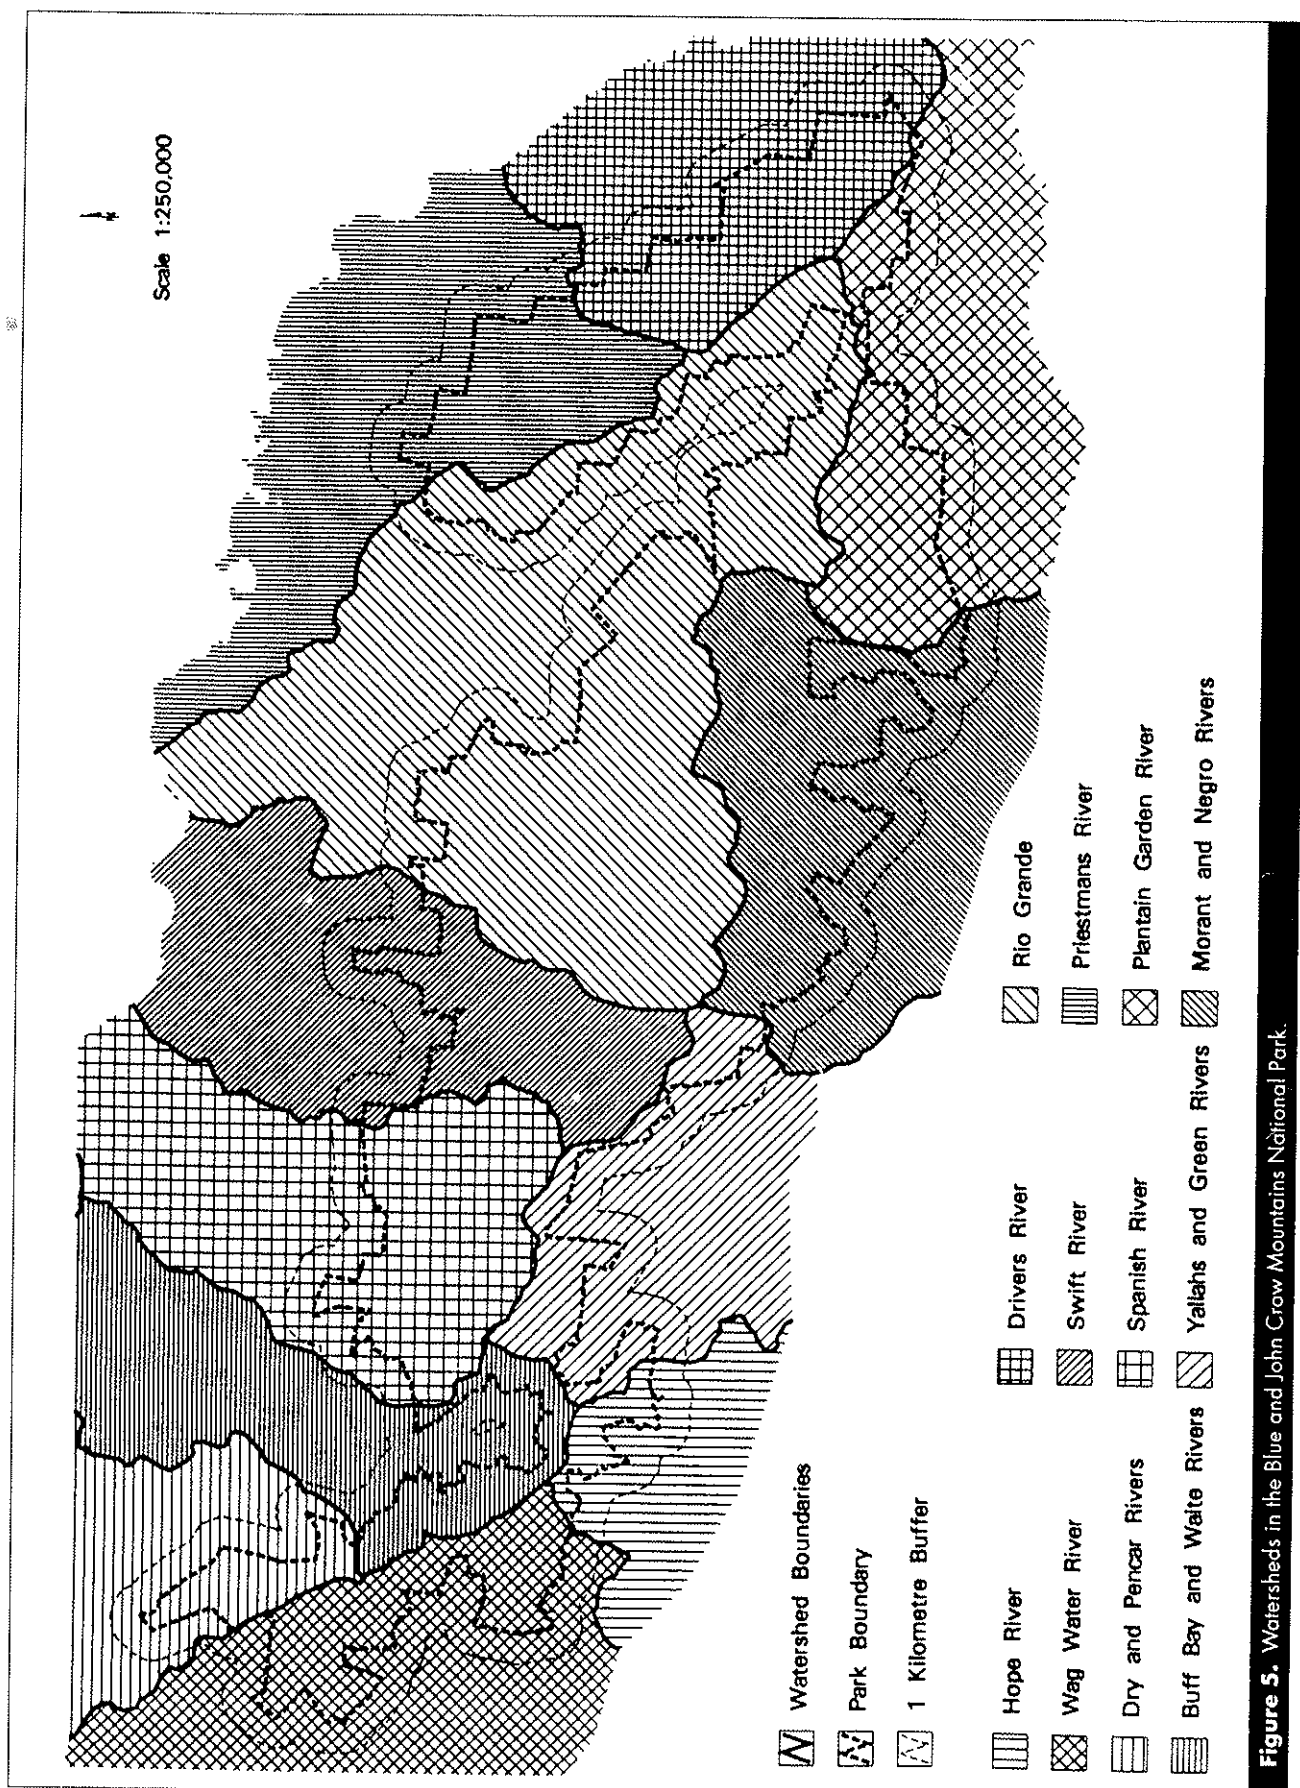 Scale 1:250,000
N
Watershed Boundaries
Park Boundary
1 Kilometre Buffer
Hope River
Wag Water River
Dry and Pencar Rivers
Buff Bay and Waite Rivers
Drivers River
Swift River
Spanish River
Yallahs and Green Rivers
Rio Grande
Priestmans River
Plantain Garden River
Morant and Negro Rivers
Figure 5. Watersheds in the Blue and John Crow Mountains National Park.